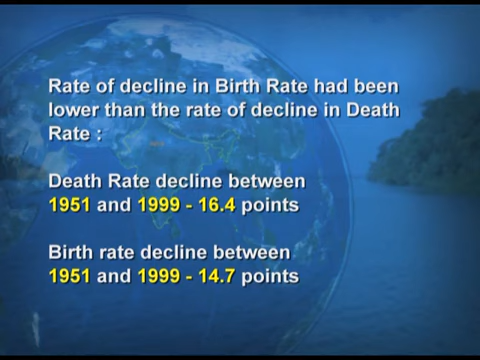 Rate of decline in Birth Rate had been
lower than the rate of decline in Death
Rate :
Death Rate decline between
1951 and 1999 - 16.4 points
Birth rate decline between
1951 and 1999 - 14.7 points